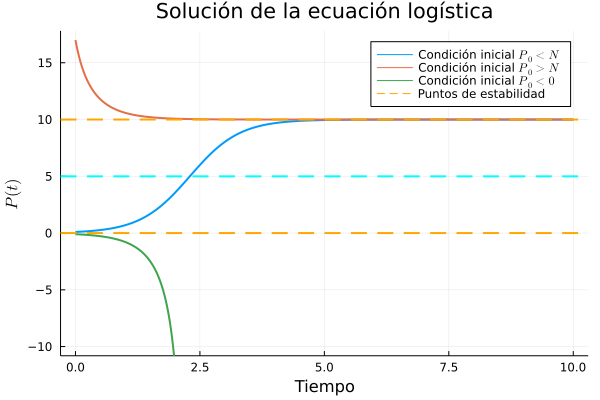 Solución de la ecuación logística
Condición inicial P₀ < N
Condición inicial P₀ > N
Condición inicial P₀ < 0
Puntos de estabilidad
P(t)
15
10
5
0
−5
−10
0.0
2.5
5.0
7.5
10.0
Tiempo